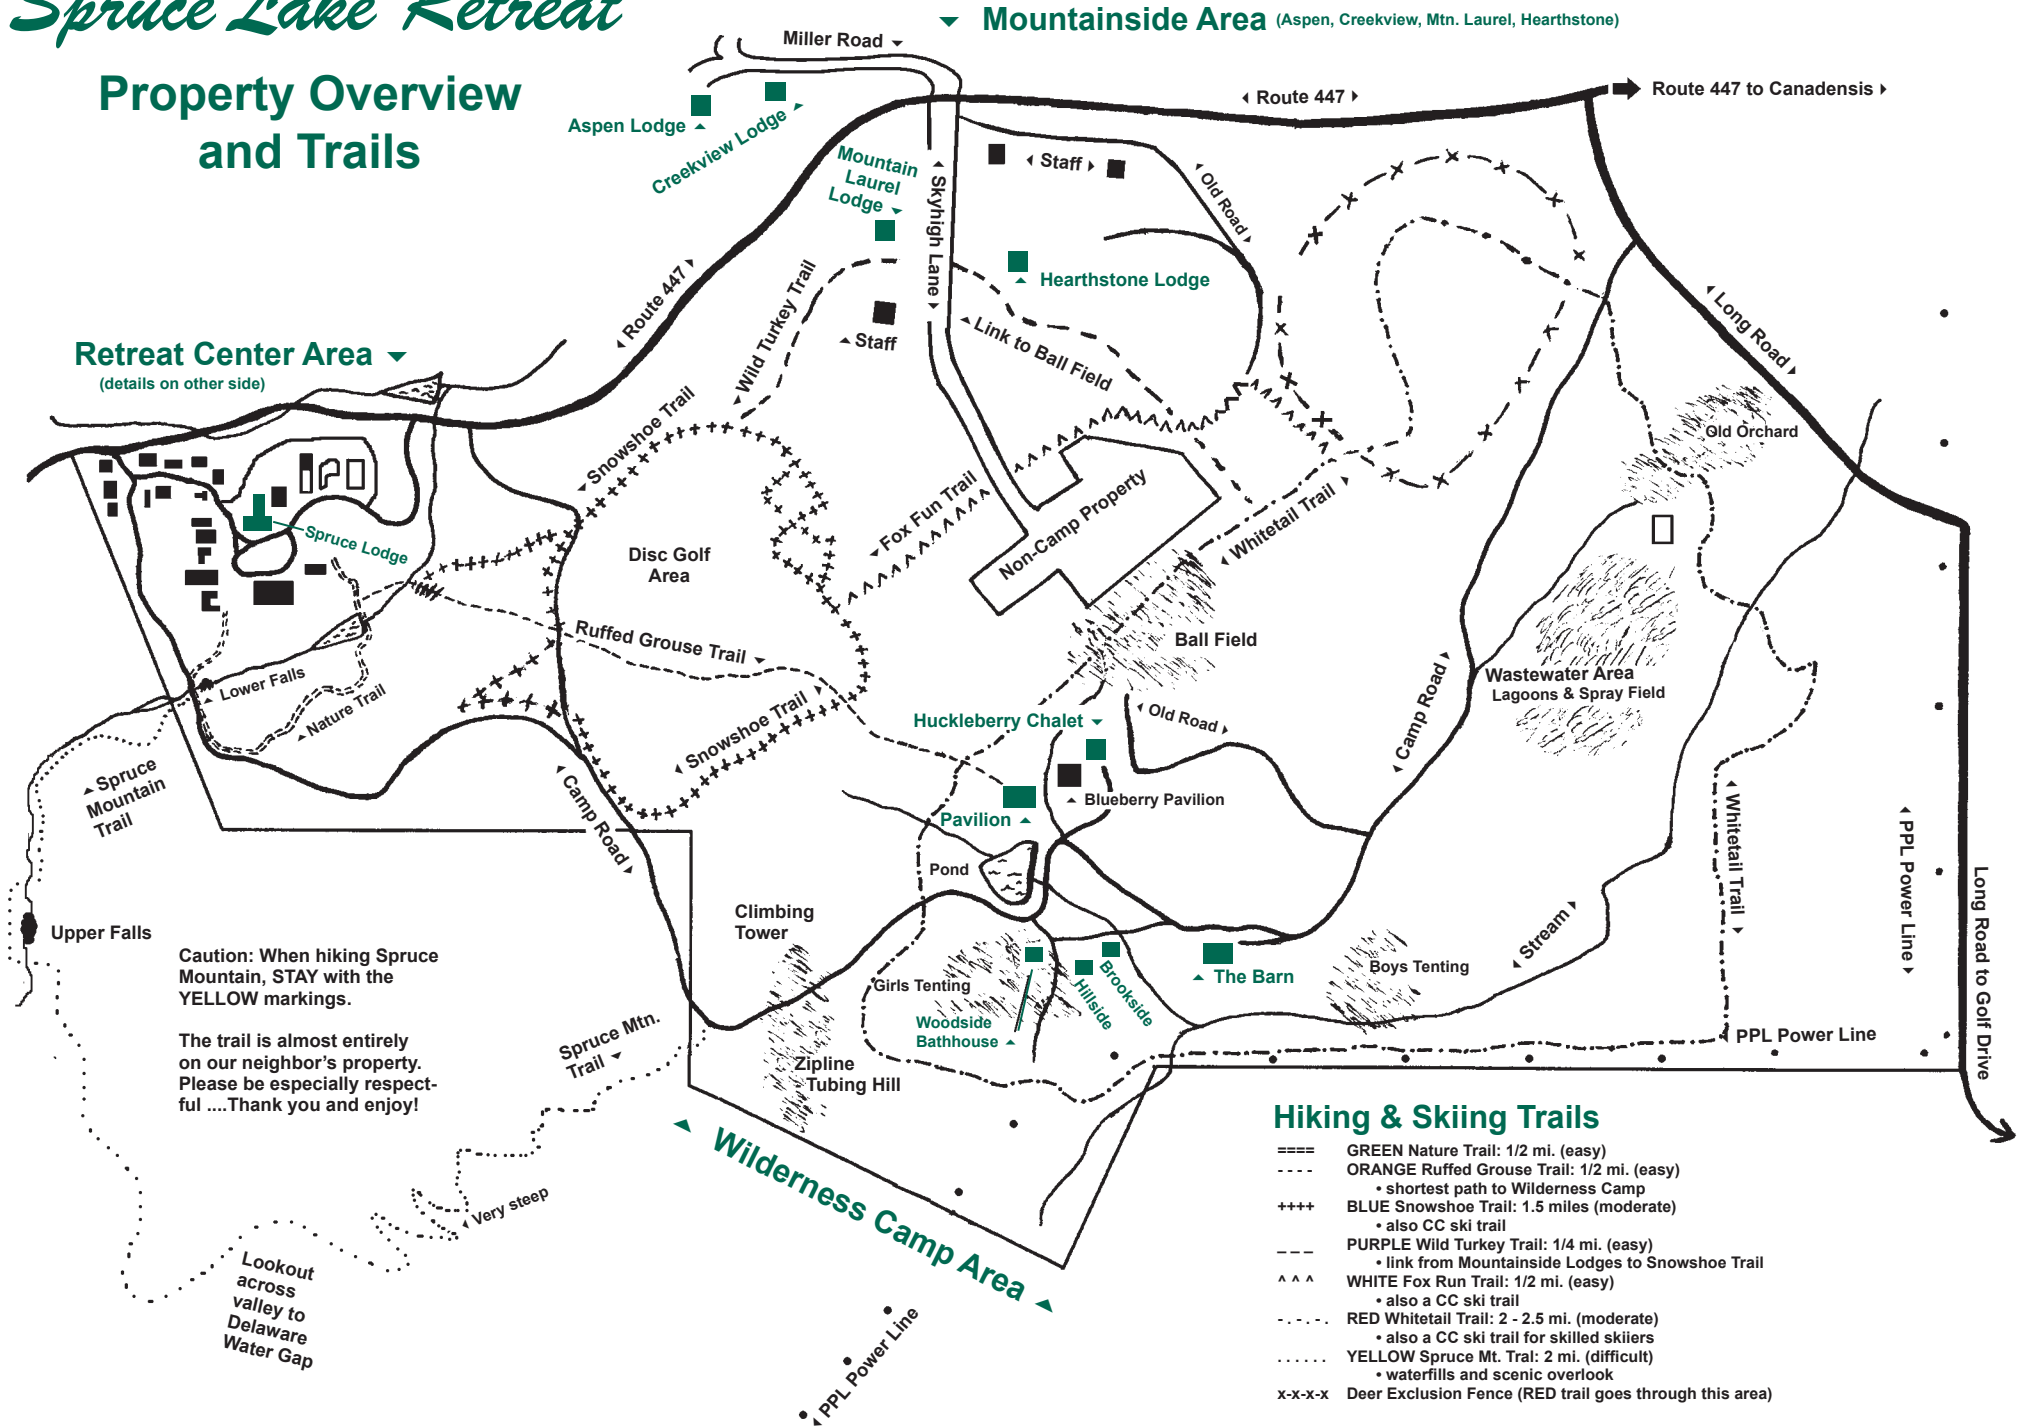 Spruce Lake Retreat
Property Overview
and Trails
Mountainside Area (Aspen, Creekview, Mtn. Laurel, Hearthstone)
Miller Road
Route 447
Route 447 to Canadensis
Aspen Lodge
Creekview Lodge
Mountain
Laurel
Lodge
Skyhigh Lane
Staff
Old Road
Hearthstone Lodge
Route 447
Wild Turkey Trail
Staff
Link to Ball Field
Long Road
Retreat Center Area
(details on other side)
Snowshoe Trail
Old Orchard
Spruce Lodge
Disc Golf
Area
Fox Fun Trail
Non-Camp Property
Whitetail Trail
Ruffed Grouse Trail
Ball Field
Lower Falls
Nature Trail
Snowshoe Trail
Huckleberry Chalet
Old Road
Camp Road
Wastewater Area
Lagoons & Spray Field
Spruce
Mountain
Trail
Camp Road
Blueberry Pavilion
Pavilion
Pond
Whitetail Trail
PPL Power Line
Long Road to Golf Drive
Upper Falls
Climbing
Tower
Girls Tenting
Woodside
Bathhouse
Hillside
Brookside
The Barn
Boys Tenting
Stream
PPL Power Line
Caution: When hiking Spruce
Mountain, STAY with the
YELLOW markings.
The trail is almost entirely
on our neighbor's property.
Please be especially respect-
ful ....Thank you and enjoy!
Spruce Mtn.
Trail
Zipline
Tubing Hill
Very steep
Wilderness Camp Area
Lookout
across
valley to
Delaware
Water Gap
PPL Power Line
Hiking & Skiing Trails
==== GREEN Nature Trail: 1/2 mi. (easy)
- - - - ORANGE Ruffed Grouse Trail: 1/2 mi. (easy)
• shortest path to Wilderness Camp
++++ BLUE Snowshoe Trail: 1.5 miles (moderate)
• also CC ski trail
_ _ _ PURPLE Wild Turkey Trail: 1/4 mi. (easy)
• link from Mountainside Lodges to Snowshoe Trail
^ ^ ^ WHITE Fox Run Trail: 1/2 mi. (easy)
• also a CC ski trail
- . - . - . RED Whitetail Trail: 2 - 2.5 mi. (moderate)
• also a CC ski trail for skilled skiiers
. . . . . . YELLOW Spruce Mt. Tral: 2 mi. (difficult)
• waterfills and scenic overlook
x-x-x-x Deer Exclusion Fence (RED trail goes through this area)